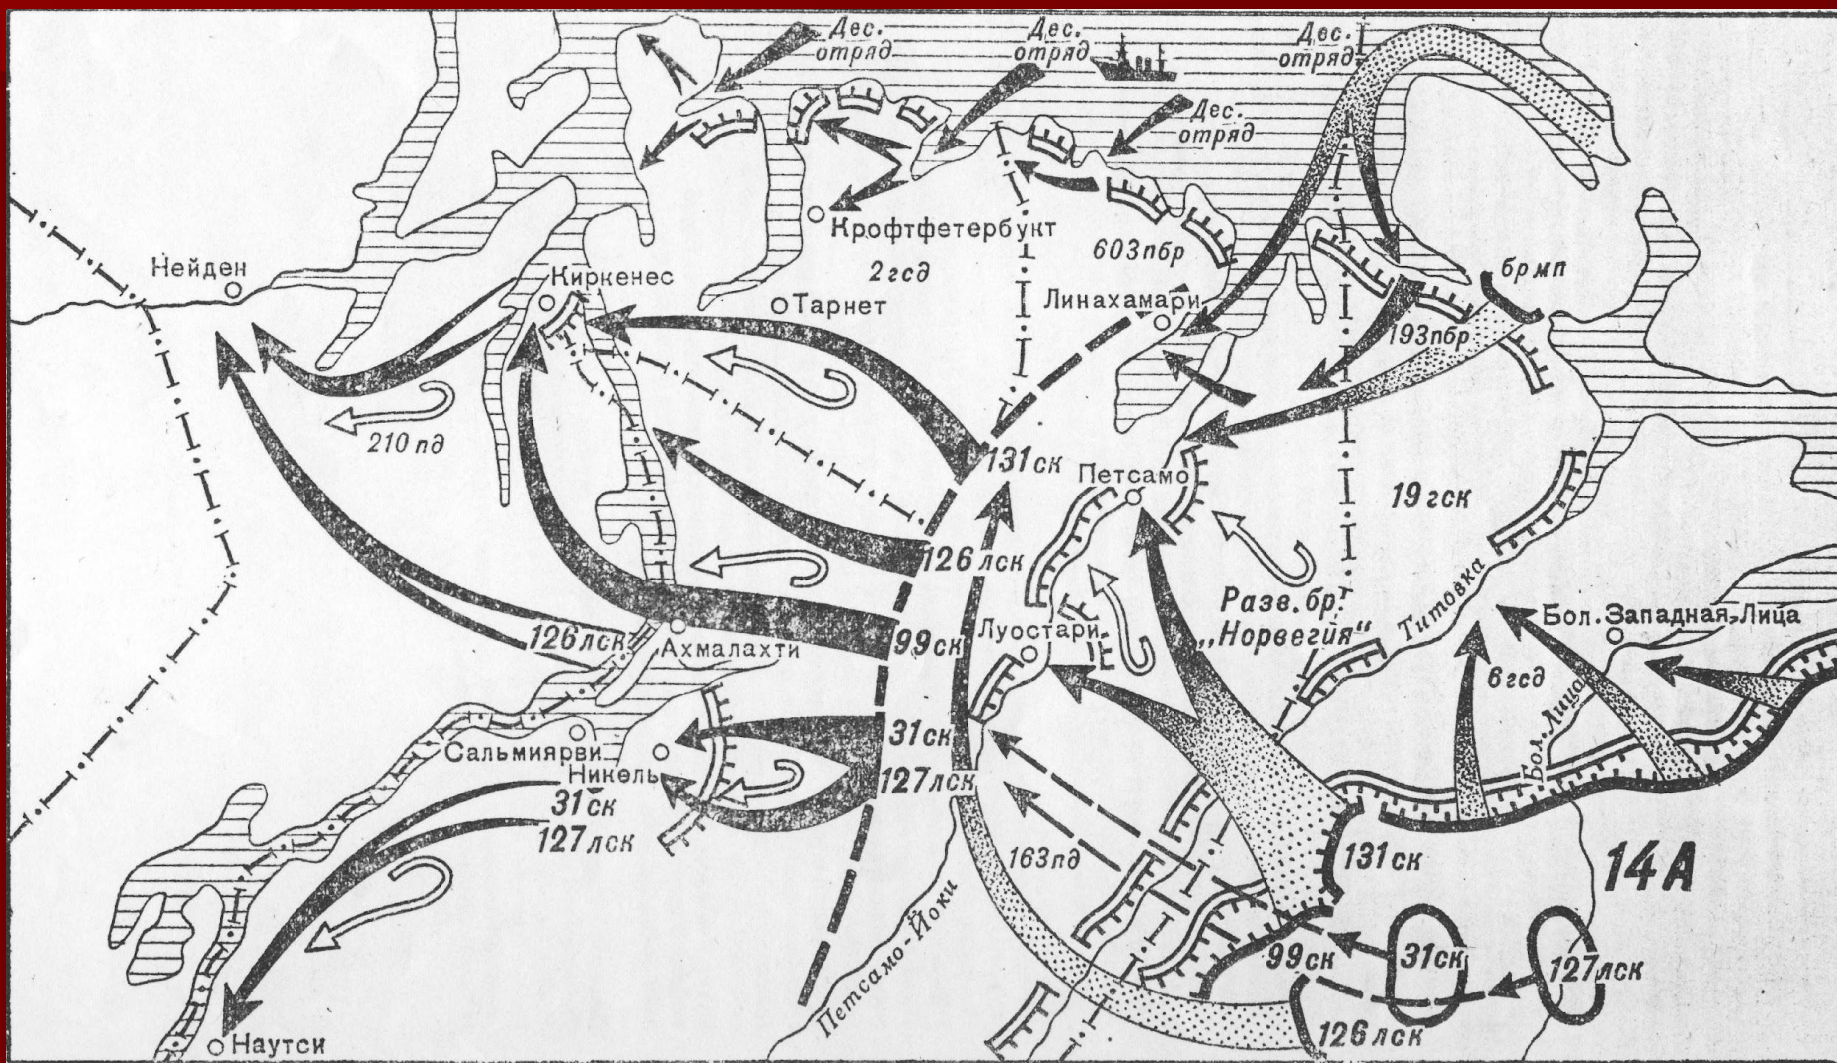 Дес.
отряд
Дес.
отряд
Дес.
отряд
Дес.
отряд
Крофтфетербукт
603пбр
брмп
Нейден
Киркенес
2гсд
Тарнет
Линахамари
193пбр
210пд
131ск
Петсамо
19гск
126лск
Разв.бр.
„Норвегия“
Титовка
Бол.Западная-Лица
126лск
Ахмалахти
99ск
Луостари
6гсд
Бол. Лица
Сальмиярви
Никель
31ск
127лск
31ск
127лск
163пд
131ск
14А
Петсамо-Йоки
99ск
31ск
127лск
126лск
Наутси